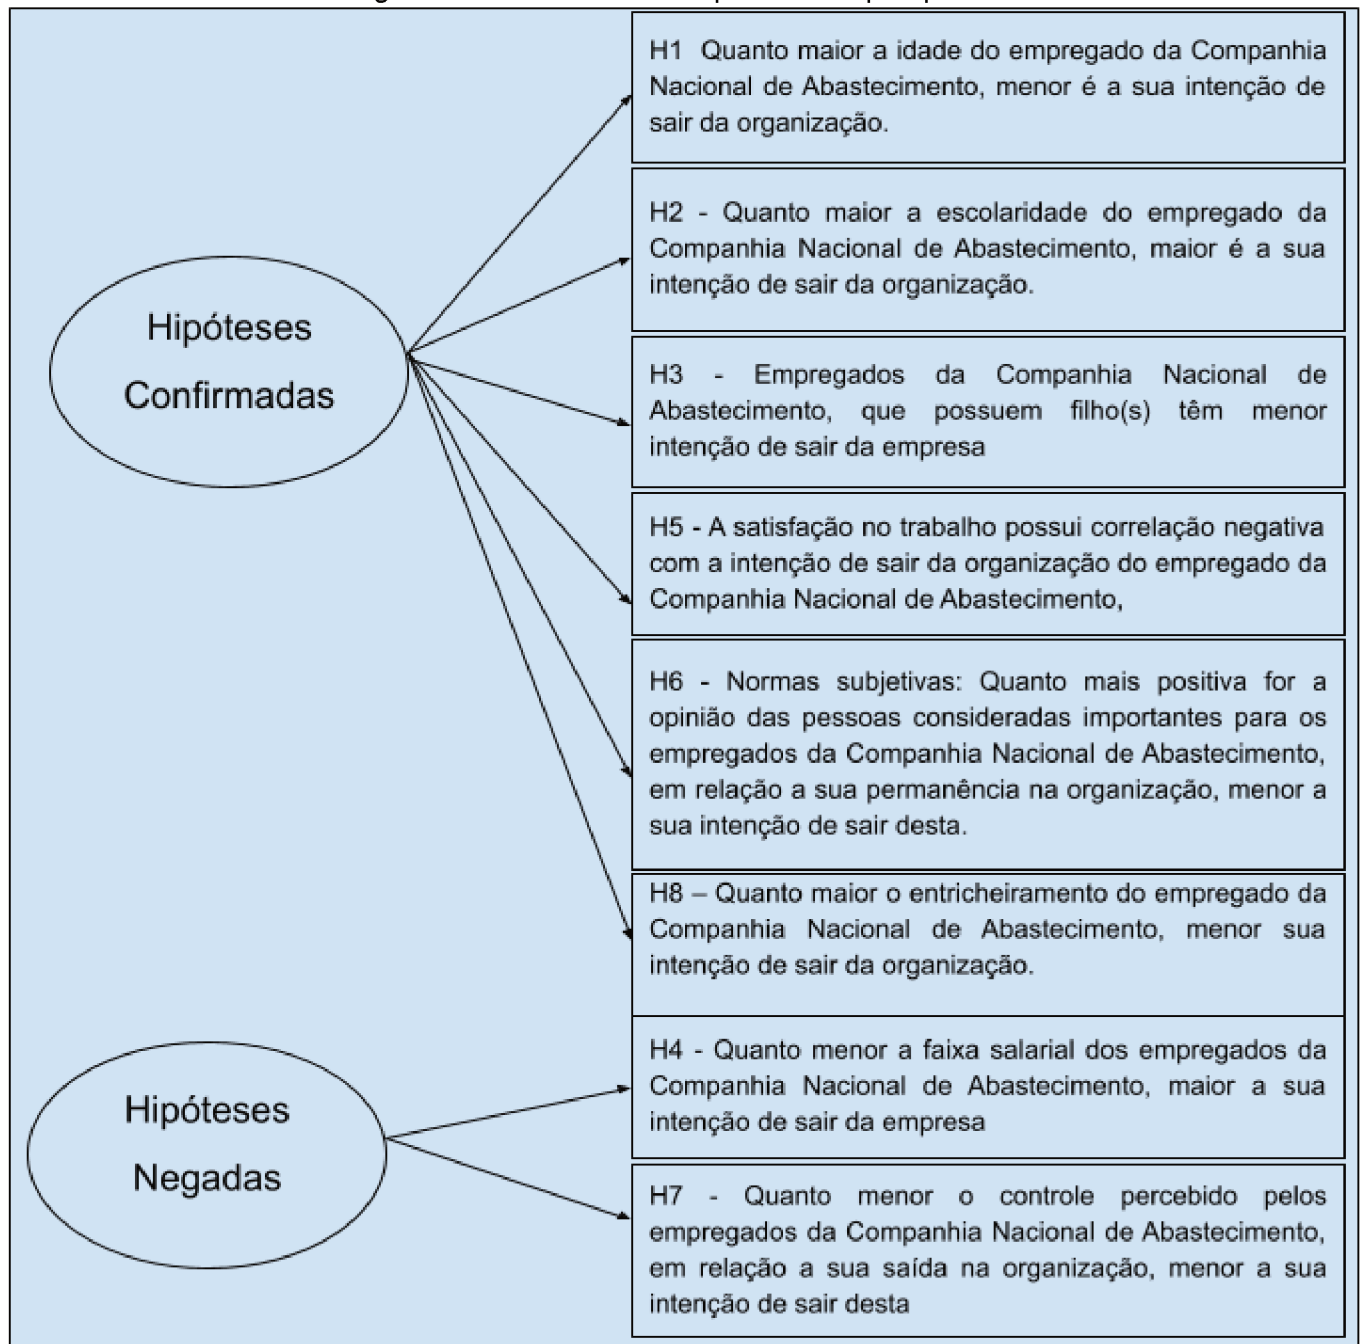 H1 Quanto maior a idade do empregado da Companhia
Nacional de Abastecimento, menor é a sua intenção de
sair da organização.
H2 - Quanto maior a escolaridade do empregado da
Companhia Nacional de Abastecimento, maior é a sua
intenção de sair da organização.
Hipóteses
Confirmadas
H3 - Empregados da Companhia Nacional de
Abastecimento, que possuem filho(s) têm menor
intenção de sair da empresa
H5 - A satisfação no trabalho possui correlação negativa
com a intenção de sair da organização do empregado da
Companhia Nacional de Abastecimento,
H6 - Normas subjetivas: Quanto mais positiva for a
opinião das pessoas consideradas importantes para os
empregados da Companhia Nacional de Abastecimento,
em relação a sua permanência na organização, menor a
sua intenção de sair desta.
H8 – Quanto maior o entricheiramento do empregado da
Companhia Nacional de Abastecimento, menor sua
intenção de sair da organização.
Hipóteses
Negadas
H4 - Quanto menor a faixa salarial dos empregados da
Companhia Nacional de Abastecimento, maior a sua
intenção de sair da empresa
H7 - Quanto menor o controle percebido pelos
empregados da Companhia Nacional de Abastecimento,
em relação a sua saída na organização, menor a sua
intenção de sair desta